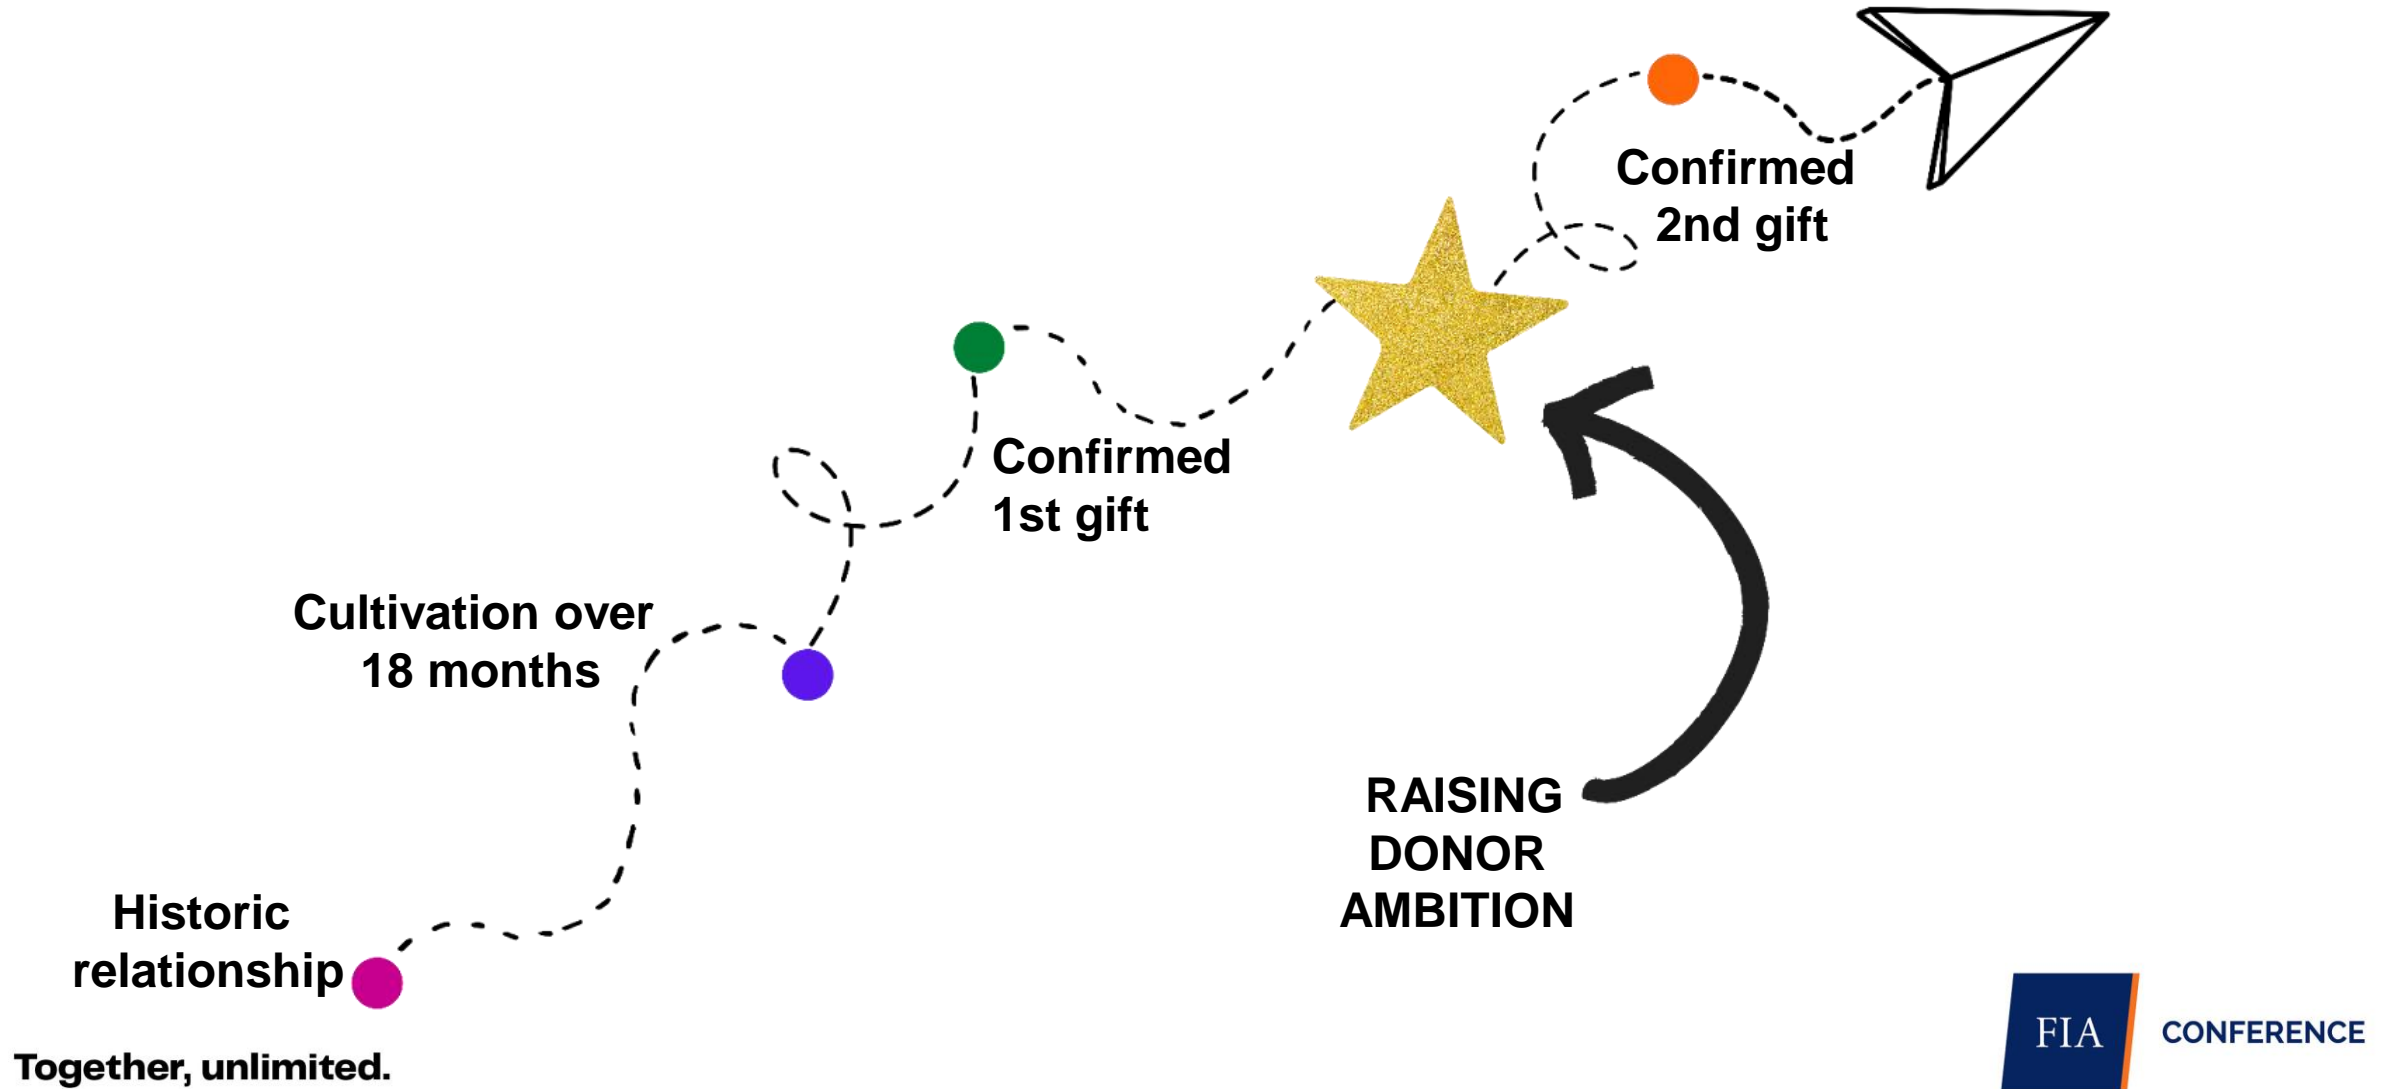 Confirmed
2nd gift
Confirmed
1st gift
Cultivation over
18 months
RAISING
DONOR
AMBITION
Historic
relationship
Together, unlimited.
FIA
CONFERENCE